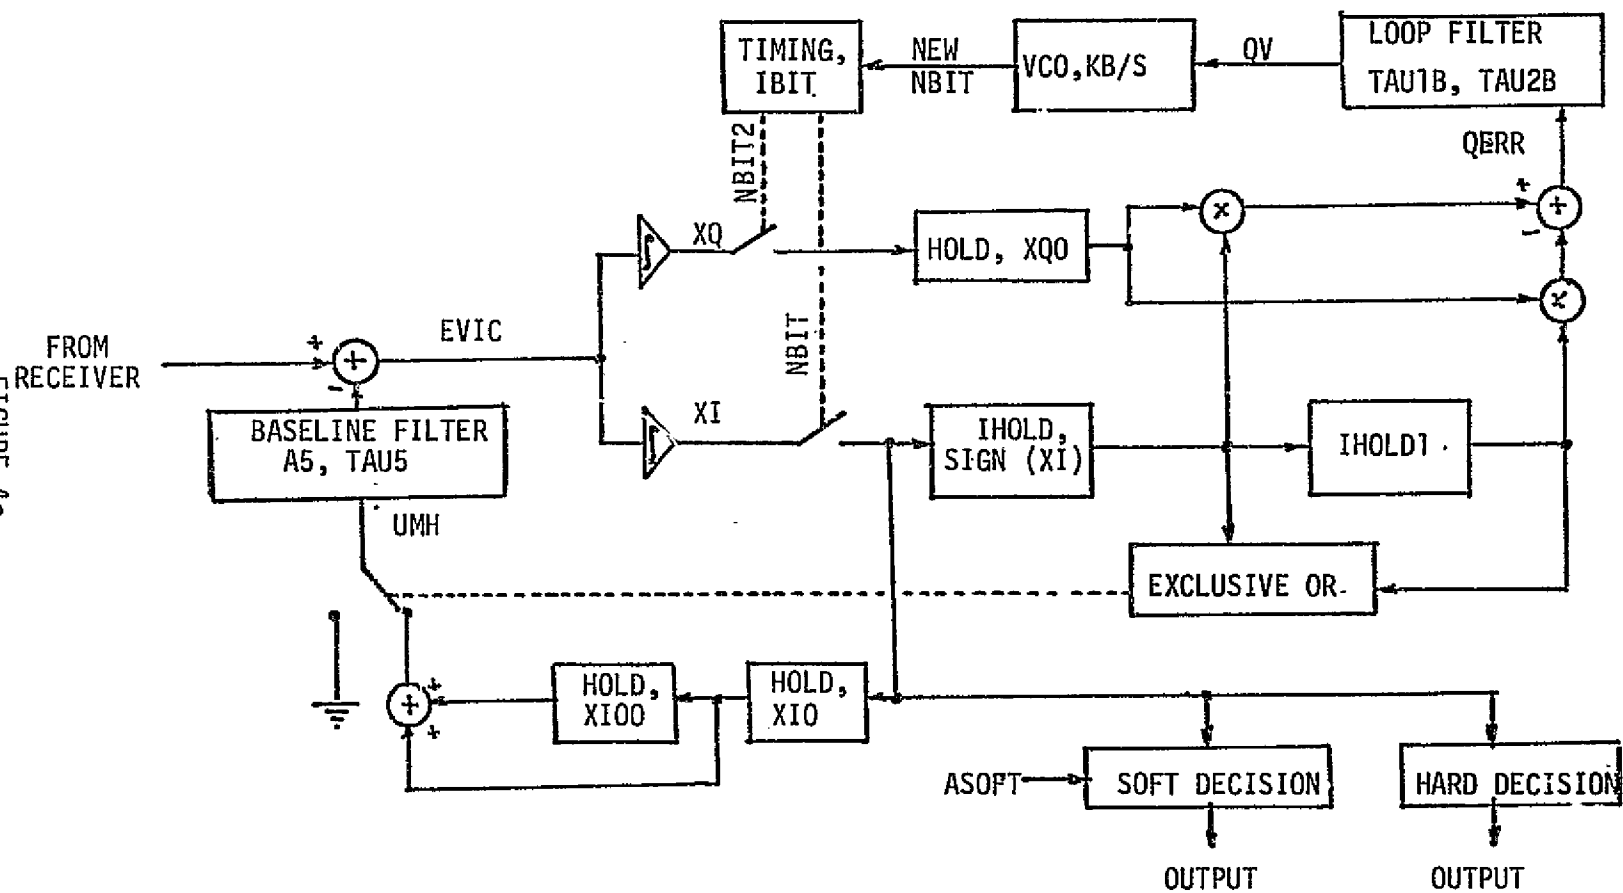 TIMING,
IBIT
NEW
NBIT
VCO,KB/S
QV
LOOP FILTER
TAU1B, TAU2B
QERR
NBIT2
XQ
HOLD, XQO
+
-
x
+
x
FROM
RECEIVER
+
+
-
EVIC
NBIT
∫
∫
XI
IHOLD,
SIGN (XI)
IHOLD1
BASELINE FILTER
A5, TAU5
UMH
EXCLUSIVE OR
HOLD,
XIOO
HOLD,
XIO
+
+
+
ASOFT
SOFT DECISION
HARD DECISION
OUTPUT
OUTPUT